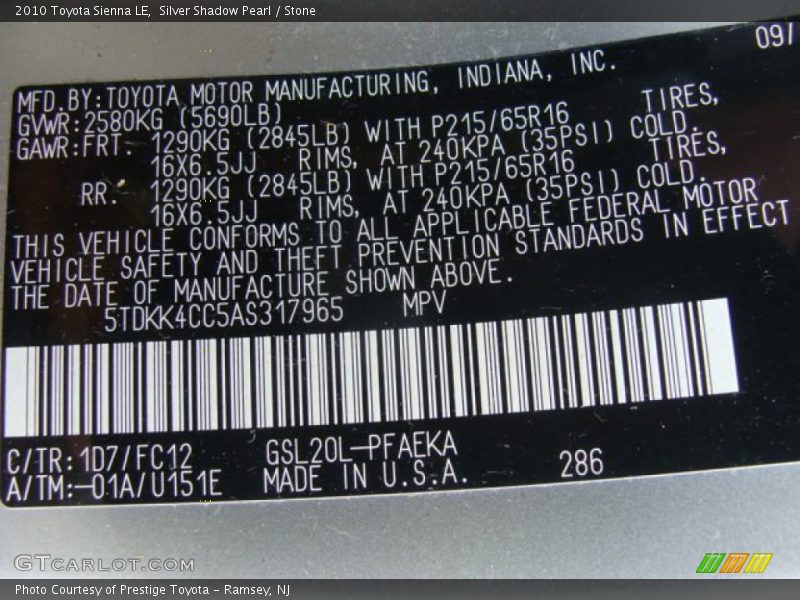 2010 Toyota Sienna LE,  Silver Shadow Pearl / Stone
09/
MFD.BY:TOYOTA MOTOR MANUFACTURING, INDIANA, INC.
GVWR:2580KG (5690LB)
GAWR:FRT. 1290KG (2845LB) WITH P215/65R16 TIRES,
16X6.5JJ RIMS, AT 240KPA (35PSI) COLD.
RR. 1290KG (2845LB) WITH P215/65R16 TIRES,
16X6.5JJ RIMS, AT 240KPA (35PSI) COLD.
THIS VEHICLE CONFORMS TO ALL APPLICABLE FEDERAL MOTOR
VEHICLE SAFETY AND THEFT PREVENTION STANDARDS IN EFFECT
THE DATE OF MANUFACTURE SHOWN ABOVE.
5TDKK4CC5AS317965 MPV
C/TR:1D7/FC12 GSL20L-PFAEKA
A/TM:-01A/U151E MADE IN U.S.A. 286
GTCARLOT.COM
Photo Courtesy of Prestige Toyota - Ramsey, NJ